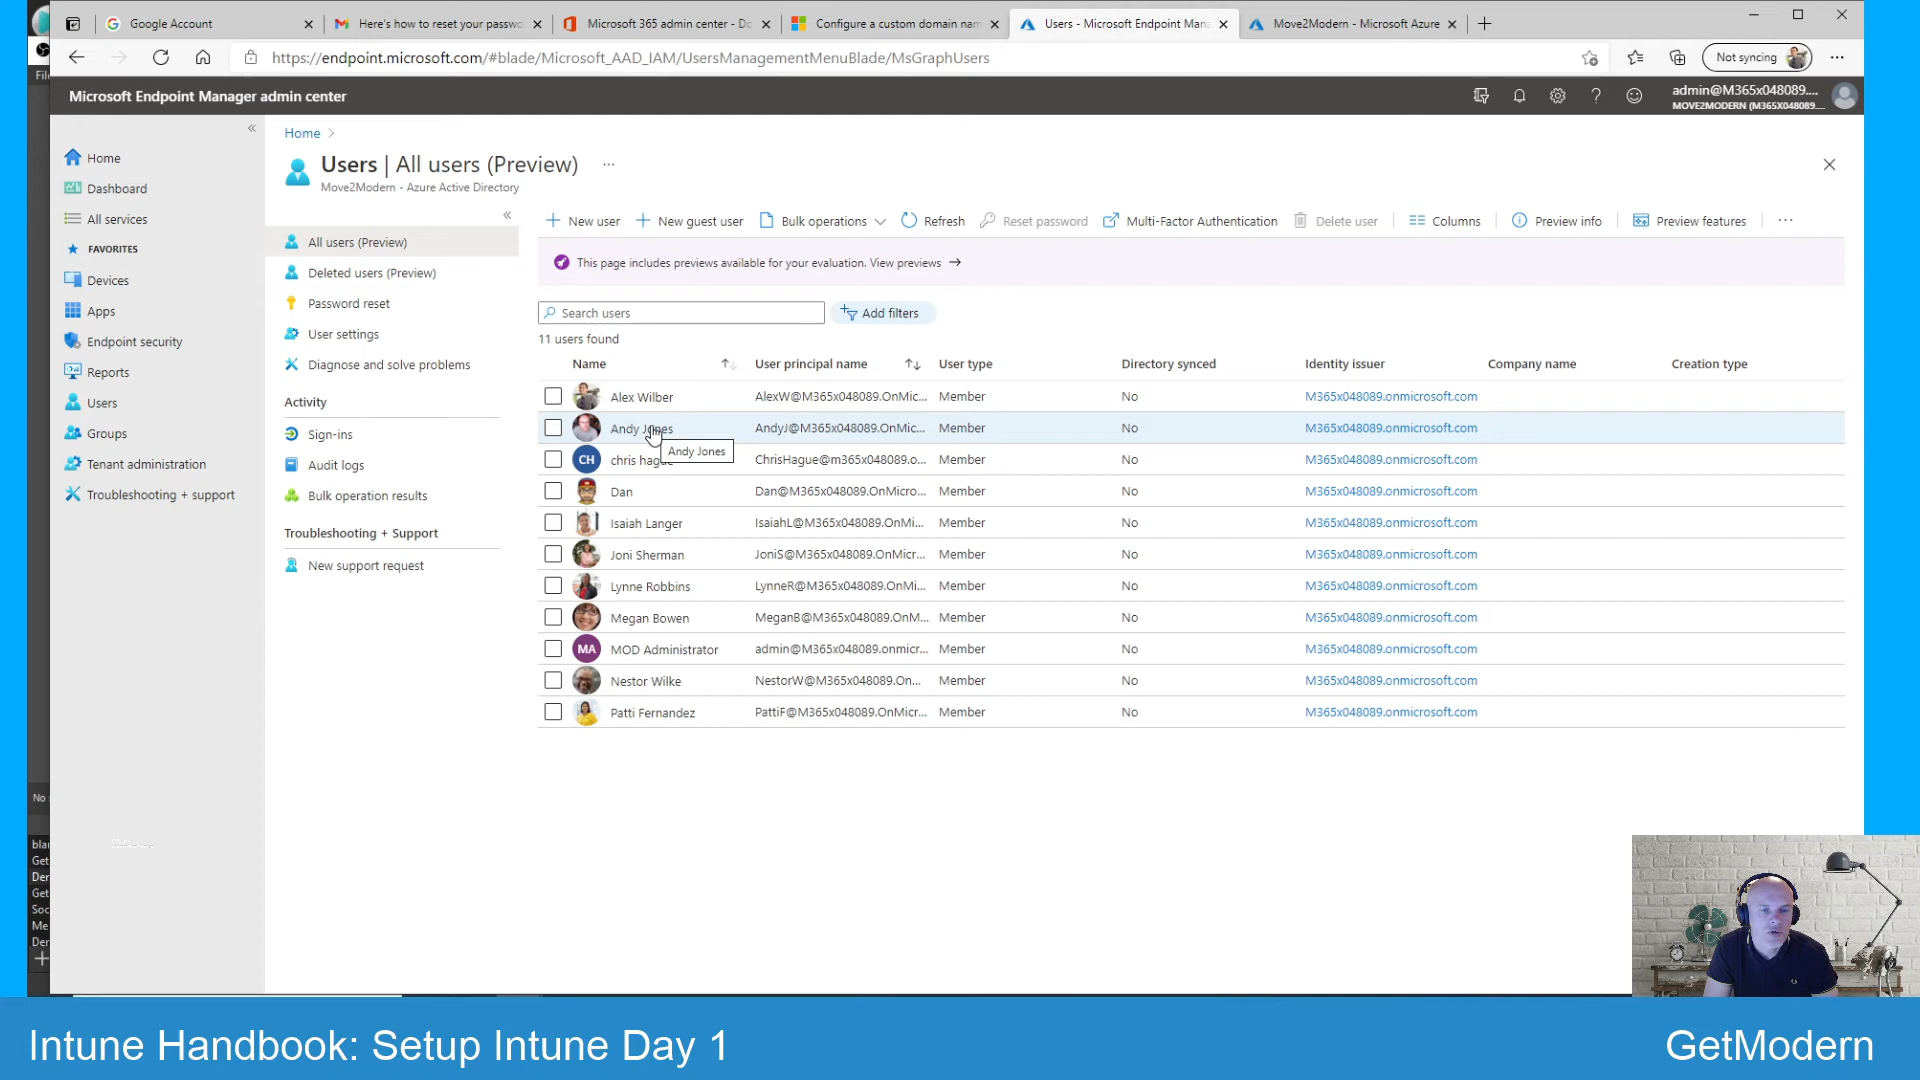 Google Account
Here's how to reset your passwo
Microsoft 365 admin center - Do
Configure a custom domain nam
Users - Microsoft Endpoint Mana
Move2Modern - Microsoft Azure
https://endpoint.microsoft.com/#blade/Microsoft_AAD_IAM/UsersManagementMenuBlade/MsGraphUsers
Not syncing
File
Microsoft Endpoint Manager admin center
admin@M365x048089....
MOVE2MODERN (M365X048089....
Home
Dashboard
All services
FAVORITES
Devices
Apps
Endpoint security
Reports
Users
Groups
Tenant administration
Troubleshooting + support
Home >
Users | All users (Preview) ...
Move2Modern - Azure Active Directory
All users (Preview)
Deleted users (Preview)
Password reset
User settings
Diagnose and solve problems
Activity
Sign-ins
Audit logs
Bulk operation results
Troubleshooting + Support
New support request
New user New guest user Bulk operations Refresh Reset password Multi-Factor Authentication Delete user Columns Preview info Preview features ...
This page includes previews available for your evaluation. View previews →
Search users Add filters
11 users found
Name User principal name User type Directory synced Identity issuer Company name Creation type
Alex Wilber AlexW@M365x048089.OnMic... Member No M365x048089.onmicrosoft.com
Andy Jones AndyJ@M365x048089.OnMic... Member No M365x048089.onmicrosoft.com
Andy Jones
CH chris hague ChrisHague@m365x048089.o... Member No M365x048089.onmicrosoft.com
Dan Dan@M365x048089.OnMicro... Member No M365x048089.onmicrosoft.com
Isaiah Langer IsaiahL@M365x048089.OnMi... Member No M365x048089.onmicrosoft.com
Joni Sherman JoniS@M365x048089.OnMicr... Member No M365x048089.onmicrosoft.com
Lynne Robbins LynneR@M365x048089.OnMi... Member No M365x048089.onmicrosoft.com
Megan Bowen MeganB@M365x048089.OnM... Member No M365x048089.onmicrosoft.com
MA MOD Administrator admin@M365x048089.onmicr... Member No M365x048089.onmicrosoft.com
Nestor Wilke NestorW@M365x048089.On... Member No M365x048089.onmicrosoft.com
Patti Fernandez PattiF@M365x048089.OnMicr... Member No M365x048089.onmicrosoft.com
No
blan
Get
Der
Get
Soc
Me
Der
Intune Handbook: Setup Intune Day 1
GetModern